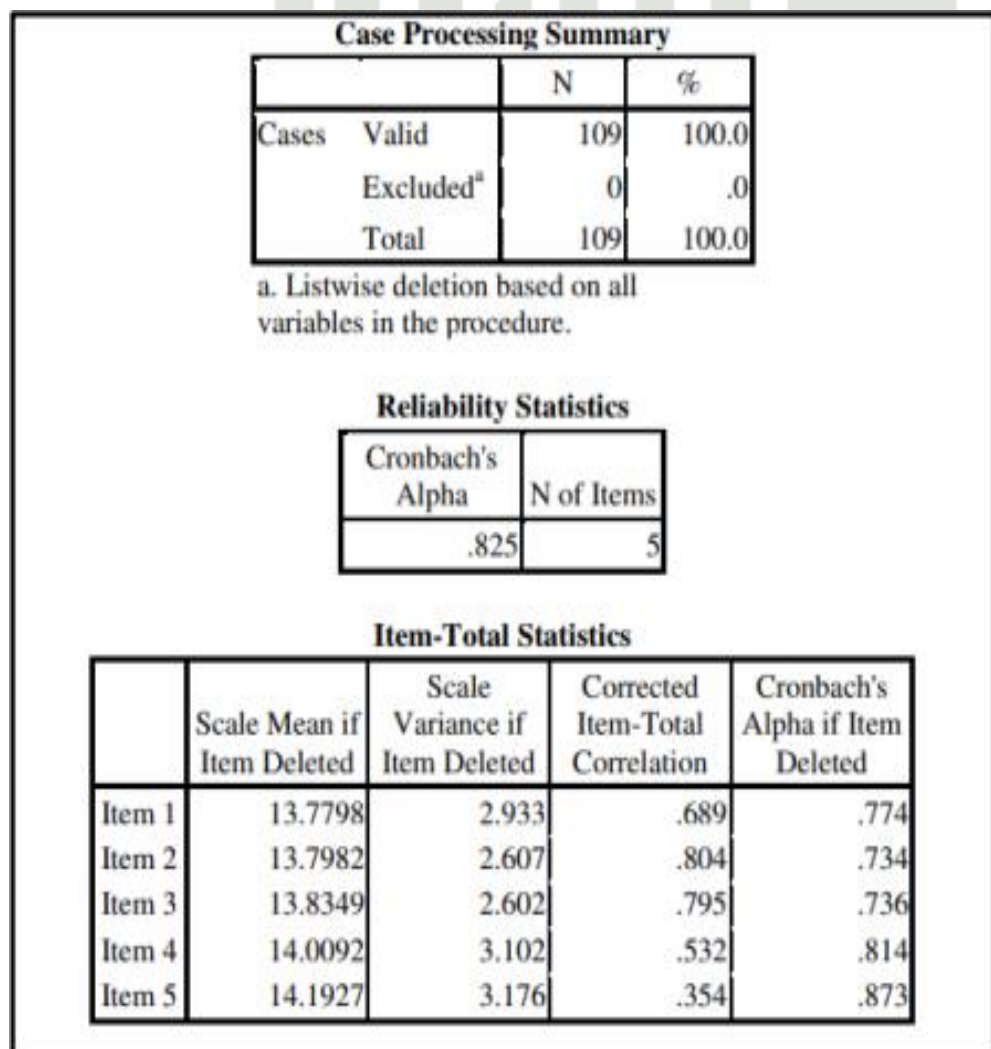 Case Processing Summary
N %
Cases Valid 109 100.0
Excludedᵃ 0 .0
Total 109 100.0
a. Listwise deletion based on all
variables in the procedure.
Reliability Statistics
Cronbach's
Alpha N of Items
.825 5
Item-Total Statistics
Scale Mean if Item Deleted Scale Variance if Item Deleted Corrected Item-Total Correlation Cronbach's Alpha if Item Deleted
Item 1 13.7798 2.933 .689 .774
Item 2 13.7982 2.607 .804 .734
Item 3 13.8349 2.602 .795 .736
Item 4 14.0092 3.102 .532 .814
Item 5 14.1927 3.176 .354 .873